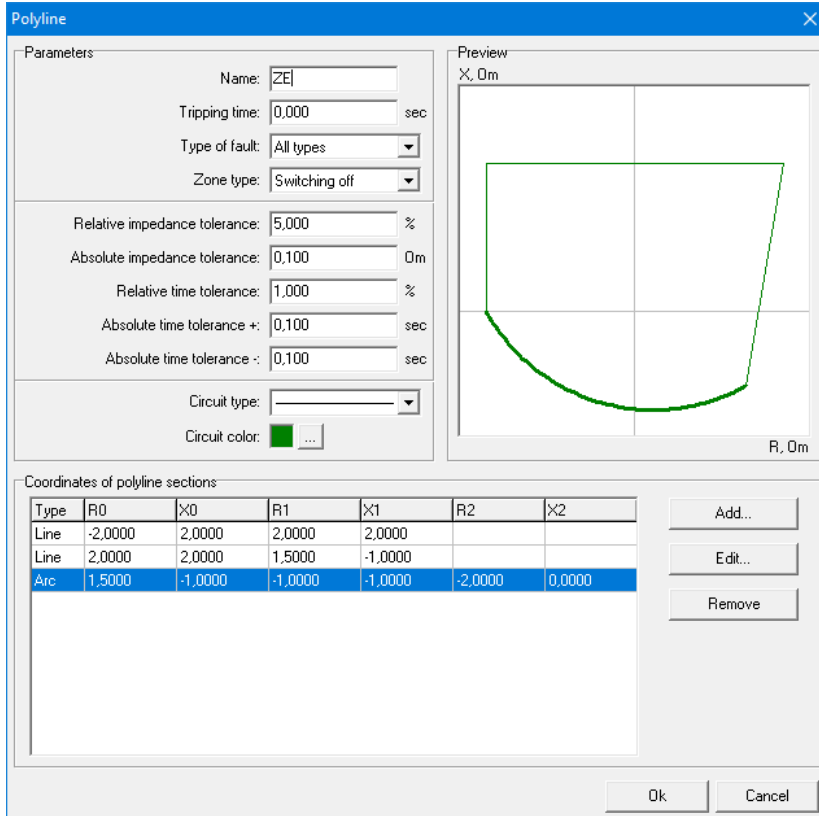 Polyline
Parameters
Name: ZE
Tripping time: 0,000 sec
Type of fault: All types
Zone type: Switching off
Relative impedance tolerance: 5,000 %
Absolute impedance tolerance: 0,100 Om
Relative time tolerance: 1,000 %
Absolute time tolerance +: 0,100 sec
Absolute time tolerance -: 0,100 sec
Circuit type:
Circuit color: ...
Preview
X, Om
R, Om
Coordinates of polyline sections
Type R0 X0 R1 X1 R2 X2
Line -2,0000 2,0000 2,0000 2,0000
Line 2,0000 2,0000 1,5000 -1,0000
Arc 1,5000 -1,0000 -1,0000 -1,0000 -2,0000 0,0000
Add...
Edit...
Remove
Ok Cancel